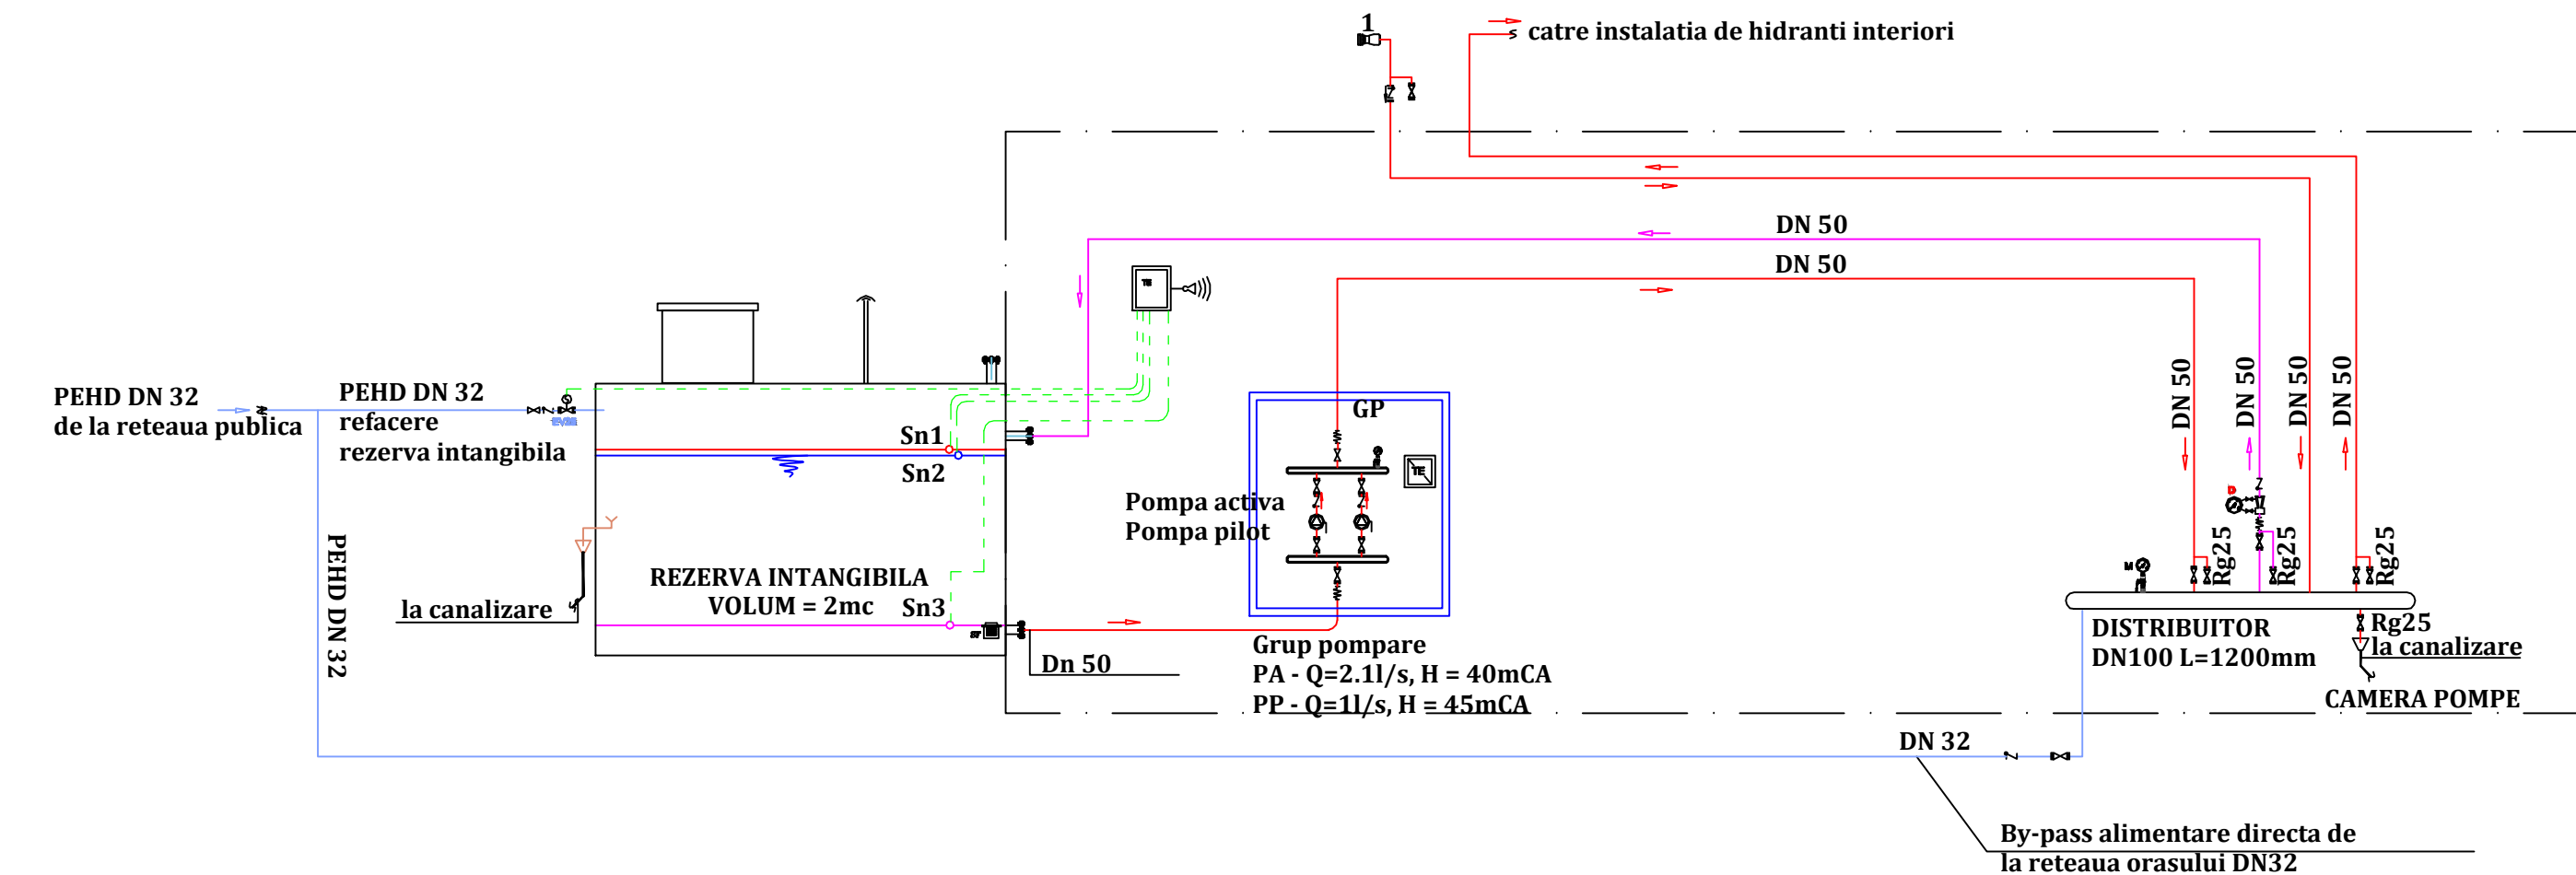 1
catre instalatia de hidranti interiori
DN 50
DN 50
TE
PEHD DN 32
de la reteaua publica
PEHD DN 32
refacere
rezerva intangibila
Sn1
Sn2
GP
TE
Pompa activa
Pompa pilot
DN 50
DN 50
DN 50
DN 50
D
Rg25
Rg25
Rg25
M
PEHD DN 32
la canalizare
REZERVA INTANGIBILA
VOLUM = 2mc
Sn3
Dn 50
Grup pompare
PA - Q=2.1l/s, H = 40mCA
PP - Q=1l/s, H = 45mCA
DISTRIBUITOR
DN100 L=1200mm
Rg25
la canalizare
CAMERA POMPE
DN 32
By-pass alimentare directa de
la reteaua orasului DN32